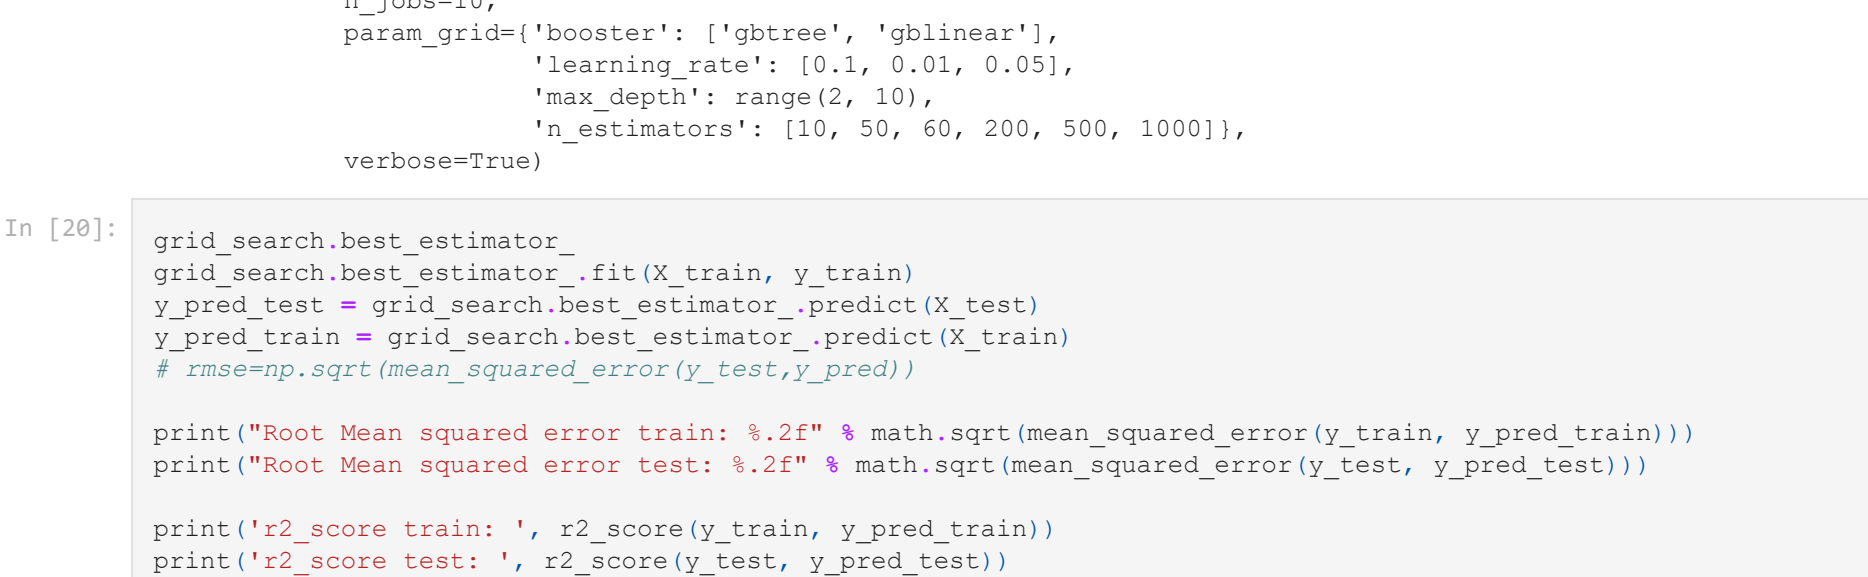 n_jobs=10,
param_grid={'booster': ['gbtree', 'gblinear'],
'learning_rate': [0.1, 0.01, 0.05],
'max_depth': range(2, 10),
'n_estimators': [10, 50, 60, 200, 500, 1000]},
verbose=True)
In [20]:
grid_search.best_estimator_
grid_search.best_estimator_.fit(X_train, y_train)
y_pred_test = grid_search.best_estimator_.predict(X_test)
y_pred_train = grid_search.best_estimator_.predict(X_train)
# rmse=np.sqrt(mean_squared_error(y_test,y_pred))
print("Root Mean squared error train: %.2f" % math.sqrt(mean_squared_error(y_train, y_pred_train)))
print("Root Mean squared error test: %.2f" % math.sqrt(mean_squared_error(y_test, y_pred_test)))
print('r2_score train: ', r2_score(y_train, y_pred_train))
print('r2_score test: ', r2_score(y_test, y_pred_test))